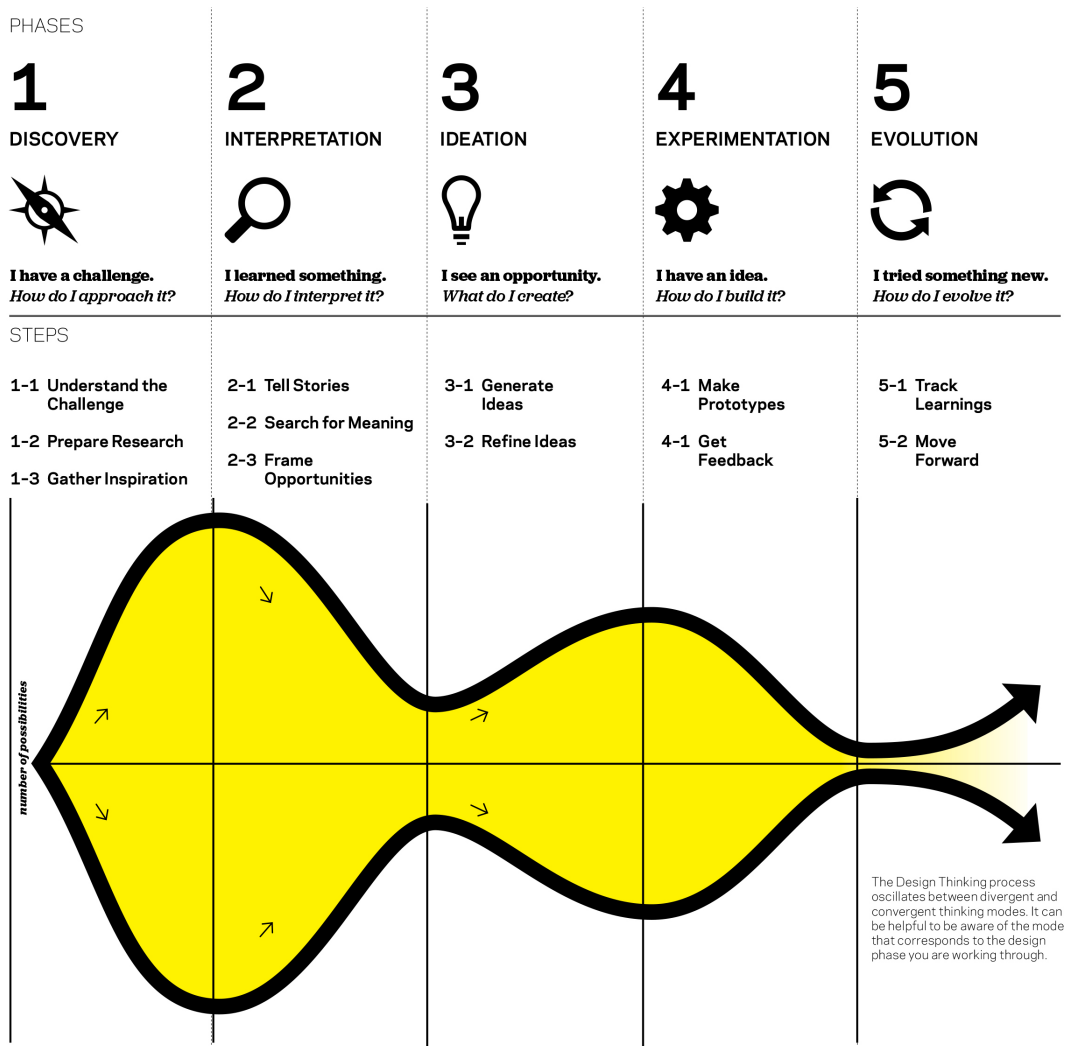 PHASES
1
DISCOVERY
I have a challenge.
How do I approach it?
2
INTERPRETATION
I learned something.
How do I interpret it?
3
IDEATION
I see an opportunity.
What do I create?
4
EXPERIMENTATION
I have an idea.
How do I build it?
5
EVOLUTION
I tried something new.
How do I evolve it?
STEPS
1-1 Understand the
Challenge
1-2 Prepare Research
1-3 Gather Inspiration
2-1 Tell Stories
2-2 Search for Meaning
2-3 Frame
Opportunities
3-1 Generate
Ideas
3-2 Refine Ideas
4-1 Make
Prototypes
4-1 Get
Feedback
5-1 Track
Learnings
5-2 Move
Forward
number of possibilities
The Design Thinking process
oscillates between divergent and
convergent thinking modes. It can
be helpful to be aware of the mode
that corresponds to the design
phase you are working through.